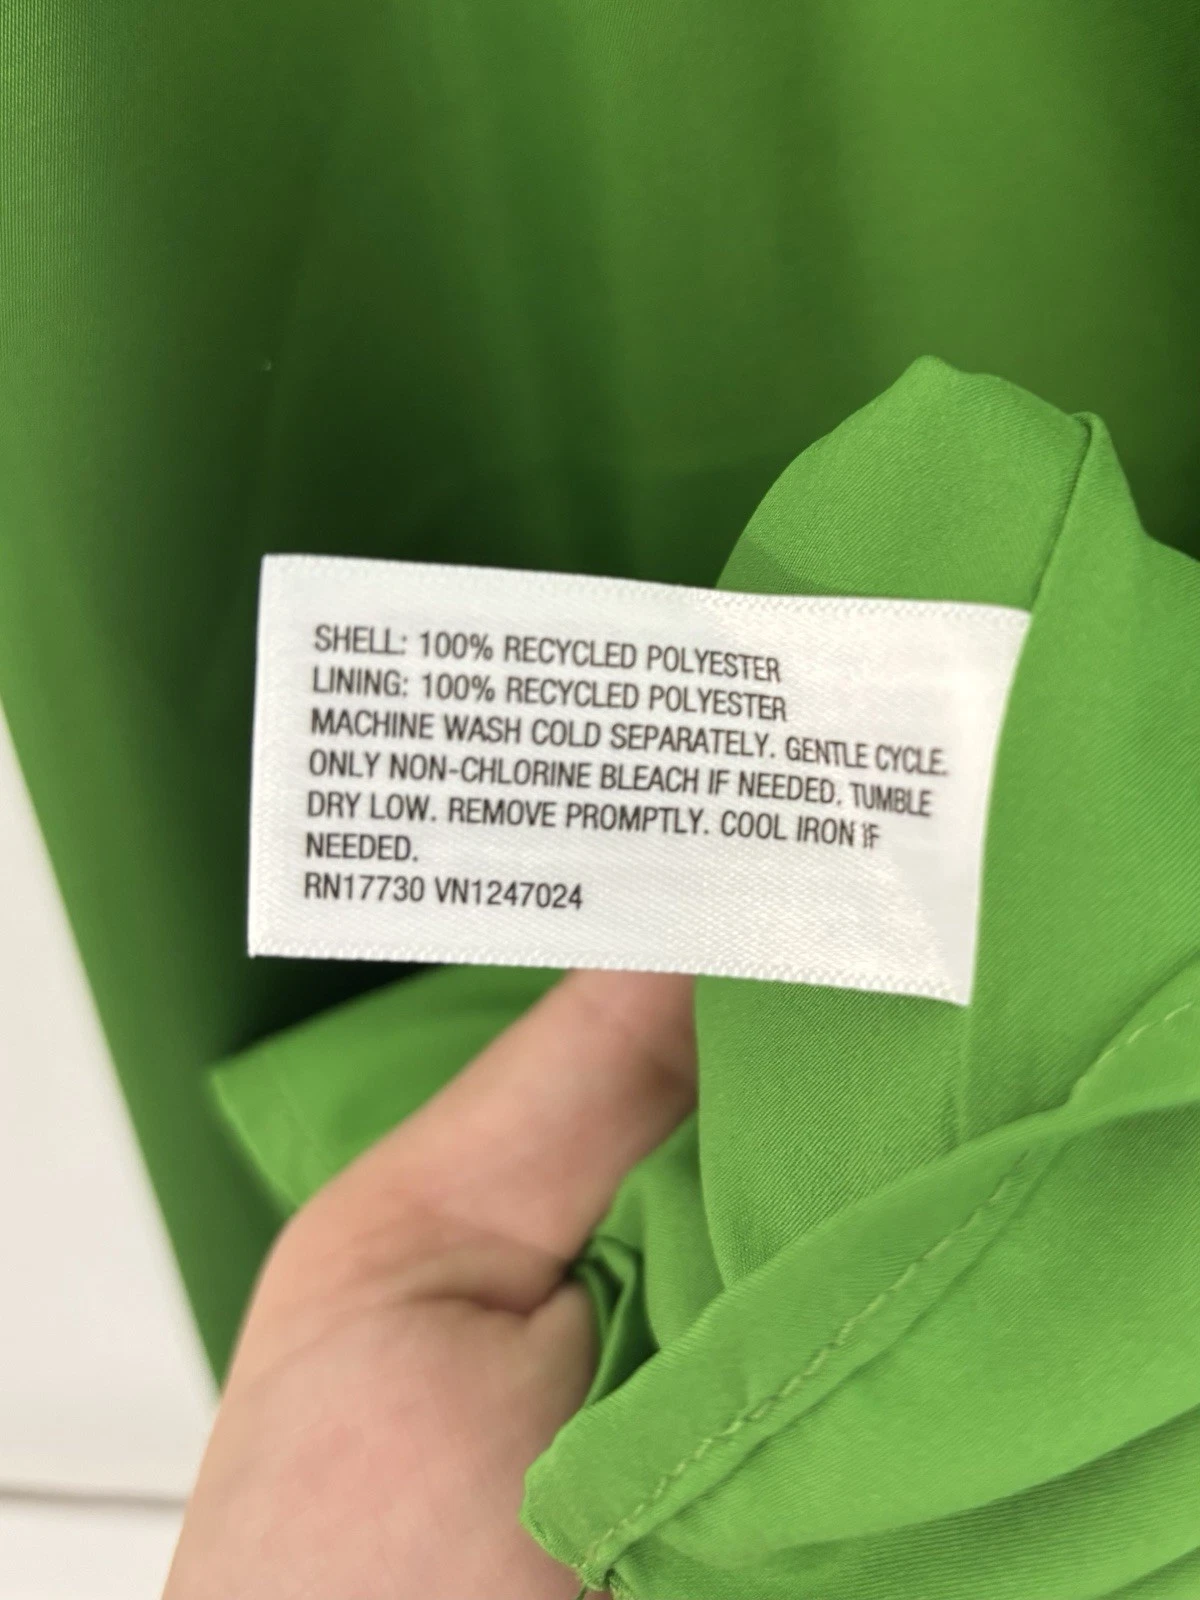 SHELL: 100% RECYCLED POLYESTER
LINING: 100% RECYCLED POLYESTER
MACHINE WASH COLD SEPARATELY. GENTLE CYCLE.
ONLY NON-CHLORINE BLEACH IF NEEDED. TUMBLE
DRY LOW. REMOVE PROMPTLY. COOL IRON IF
NEEDED.
RN17730 VN1247024